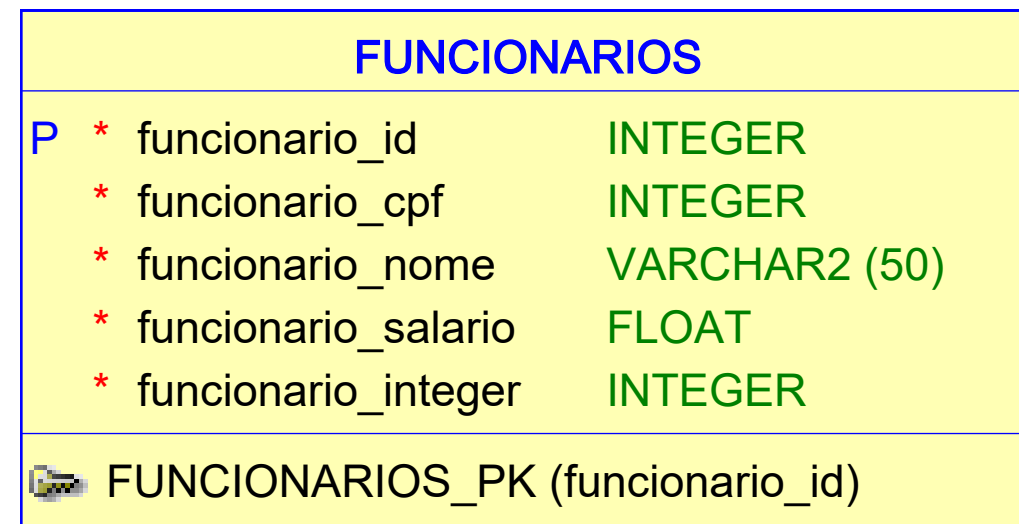 FUNCIONARIOS
P * funcionario_id INTEGER
* funcionario_cpf INTEGER
* funcionario_nome VARCHAR2 (50)
* funcionario_salario FLOAT
* funcionario_integer INTEGER
FUNCIONARIOS_PK (funcionario_id)